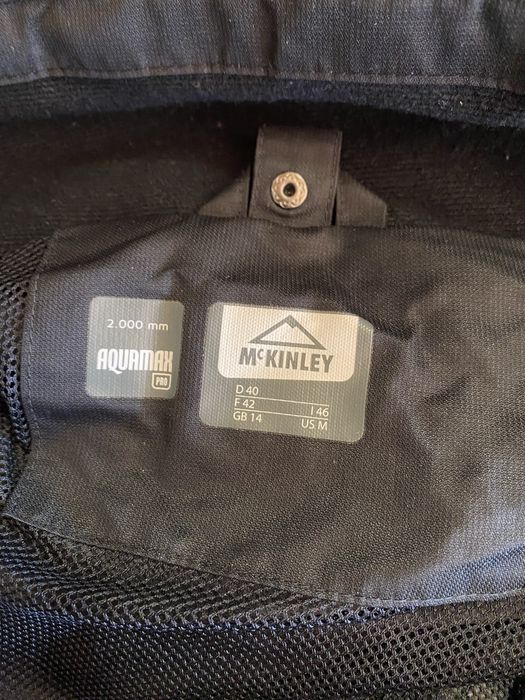 2.000 mm
AQUAMAX
PRO
McKINLEY
D 40
F 42 I 46
GB 14 US M